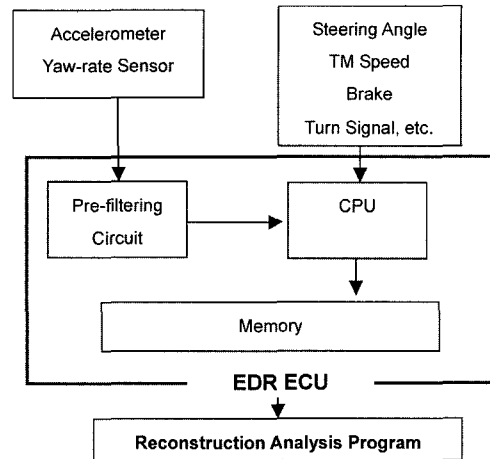 Accelerometer
Yaw-rate Sensor
Steering Angle
TM Speed
Brake
Turn Signal, etc.
Pre-filtering
Circuit
CPU
Memory
EDR ECU
Reconstruction Analysis Program